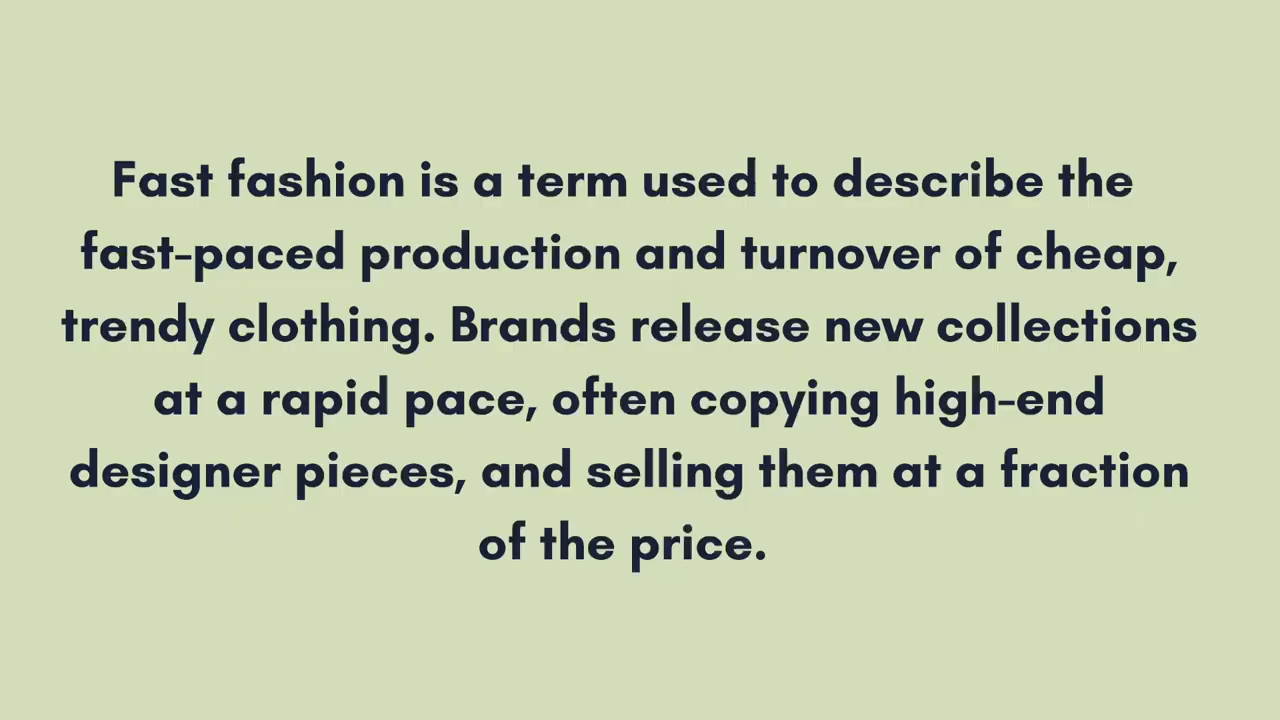 Fast fashion is a term used to describe the
fast-paced production and turnover of cheap,
trendy clothing. Brands release new collections
at a rapid pace, often copying high-end
designer pieces, and selling them at a fraction
of the price.